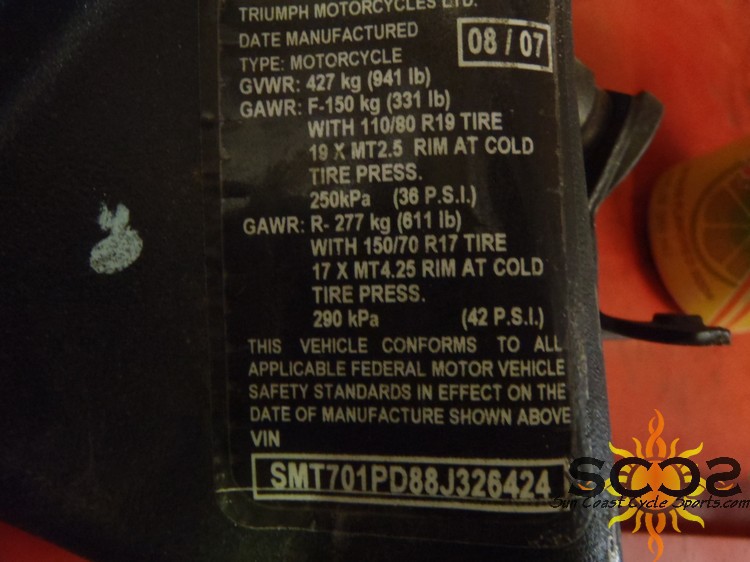 TRIUMPH MOTORCYCLES LTD.
DATE MANUFACTURED 08 / 07
TYPE: MOTORCYCLE
GVWR: 427 kg (941 lb)
GAWR: F-150 kg (331 lb)
WITH 110/80 R19 TIRE
19 X MT2.5 RIM AT COLD
TIRE PRESS.
250kPa (36 P.S.I.)
GAWR: R- 277 kg (611 lb)
WITH 150/70 R17 TIRE
17 X MT4.25 RIM AT COLD
TIRE PRESS.
290 kPa (42 P.S.I.)
THIS VEHICLE CONFORMS TO ALL
APPLICABLE FEDERAL MOTOR VEHICLE
SAFETY STANDARDS IN EFFECT ON THE
DATE OF MANUFACTURE SHOWN ABOVE
VIN
SMT701PD88J326424
SCCS
Sun Coast Cycle Sports.com